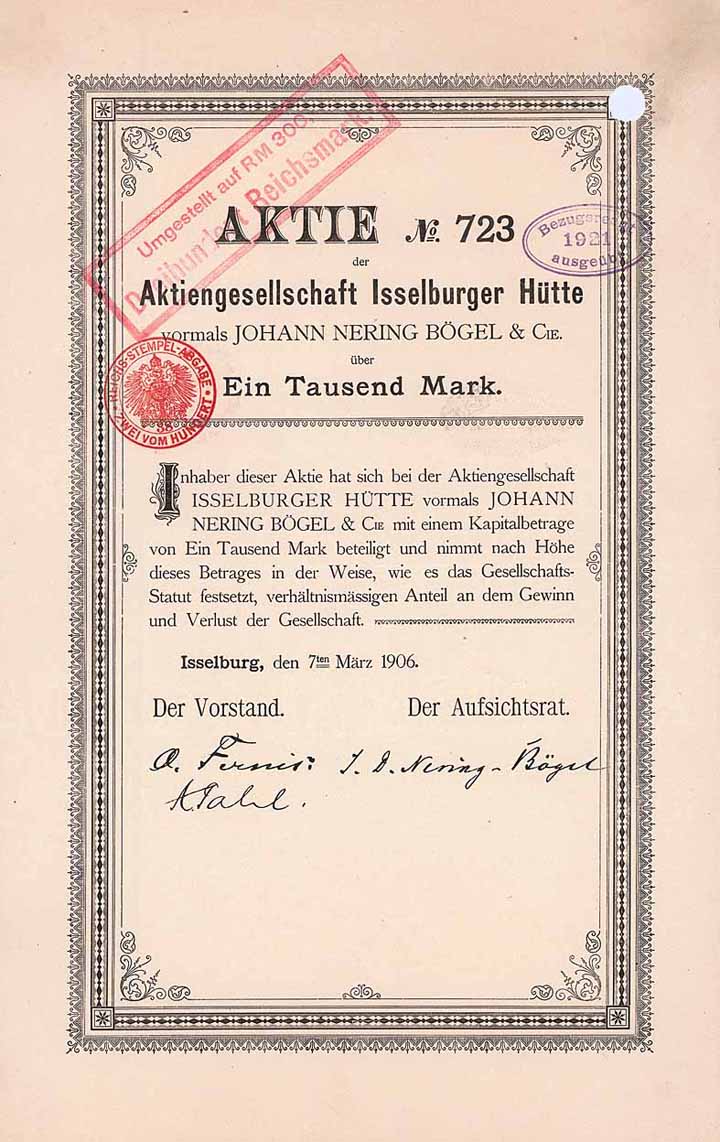 Umgestellt auf RM 300,
Dreihundert Reichsmark.
AKTIE No. 723
Bezugsrecht
1921
ausgeübt
der
Aktiengesellschaft Isselburger Hütte
vormals JOHANN NERING BÖGEL & CIE.
über
REICHS-STEMPEL-ABGABE
38
ZWEI VOM HUNDERT
Ein Tausend Mark.
Inhaber dieser Aktie hat sich bei der Aktiengesellschaft
ISSELBURGER HÜTTE vormals JOHANN
NERING BÖGEL & CIE mit einem Kapitalbetrage
von Ein Tausend Mark beteiligt und nimmt nach Höhe
dieses Betrages in der Weise, wie es das Gesellschafts-
Statut festsetzt, verhältnismässigen Anteil an dem Gewinn
und Verlust der Gesellschaft.
Isselburg, den 7ten März 1906.
Der Vorstand. Der Aufsichtsrat.
J. D. Nering-Bögel